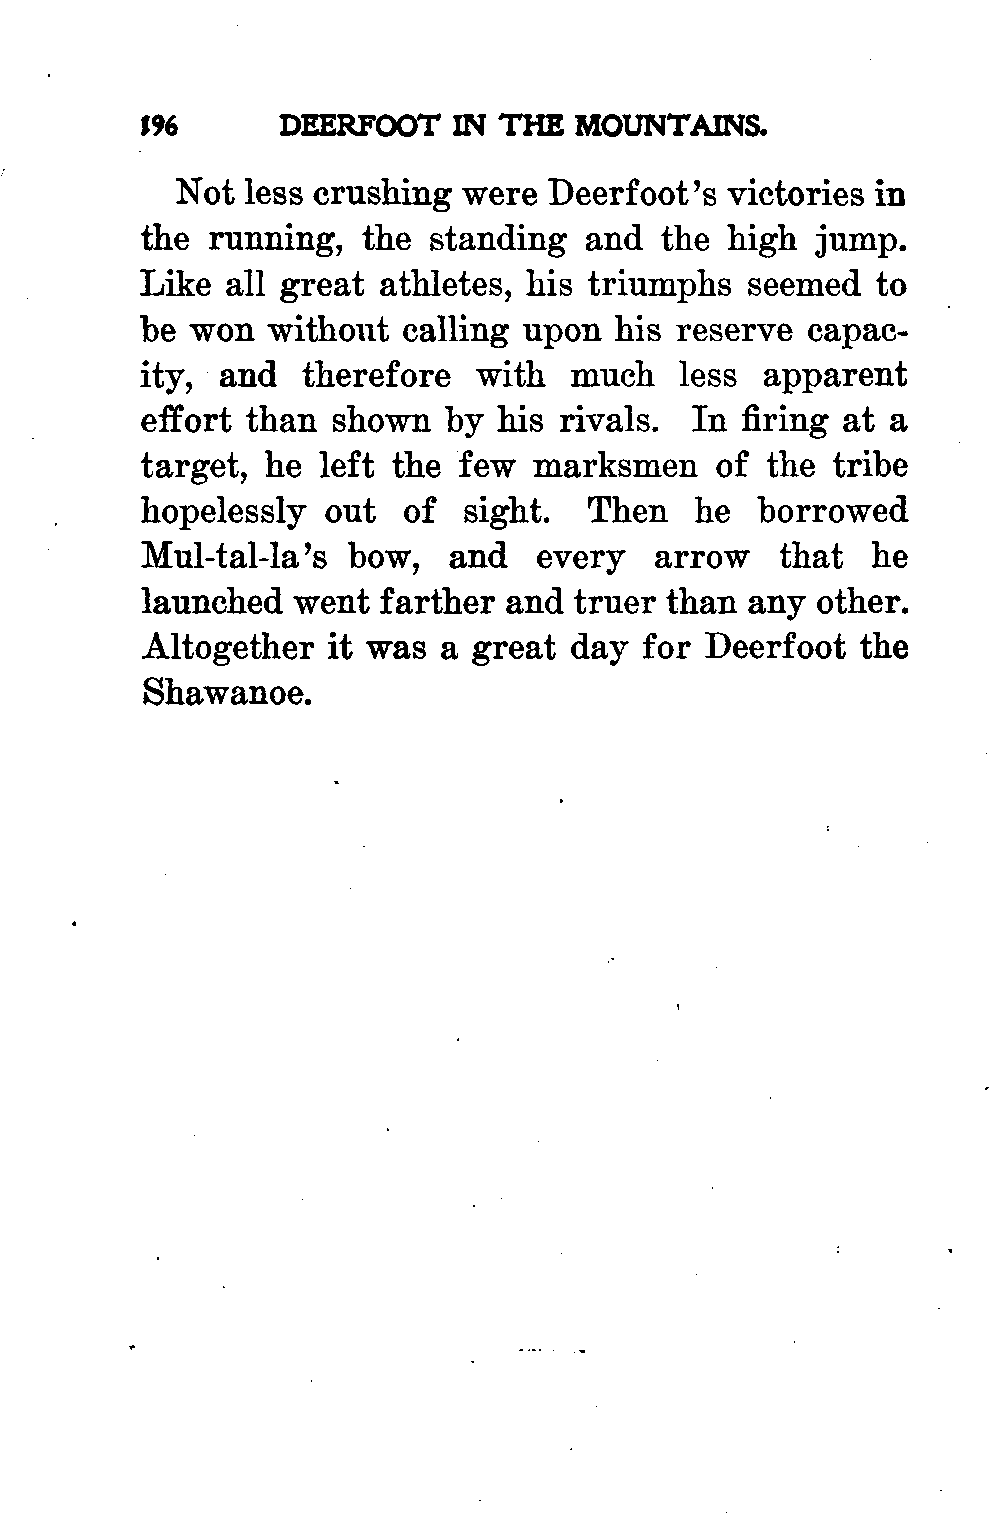 196 DEERFOOT IN THE MOUNTAINS.
Not less crushing were Deerfoot's victories in
the running, the standing and the high jump.
Like all great athletes, his triumphs seemed to
be won without calling upon his reserve capac-
ity, and therefore with much less apparent
effort than shown by his rivals. In firing at a
target, he left the few marksmen of the tribe
hopelessly out of sight. Then he borrowed
Mul-tal-la's bow, and every arrow that he
launched went farther and truer than any other.
Altogether it was a great day for Deerfoot the
Shawanoe.